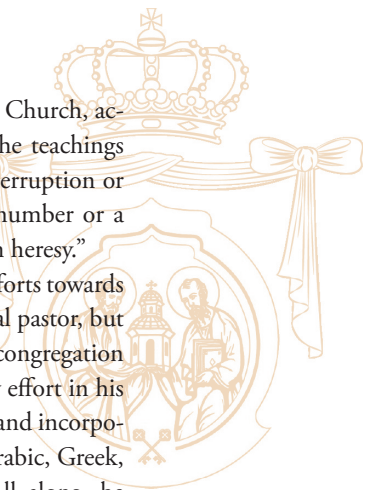 Church, ac-
he teachings
erruption or
number or a
n heresy.”
forts towards
al pastor, but
congregation
effort in his
and incorpo-
rabic, Greek,